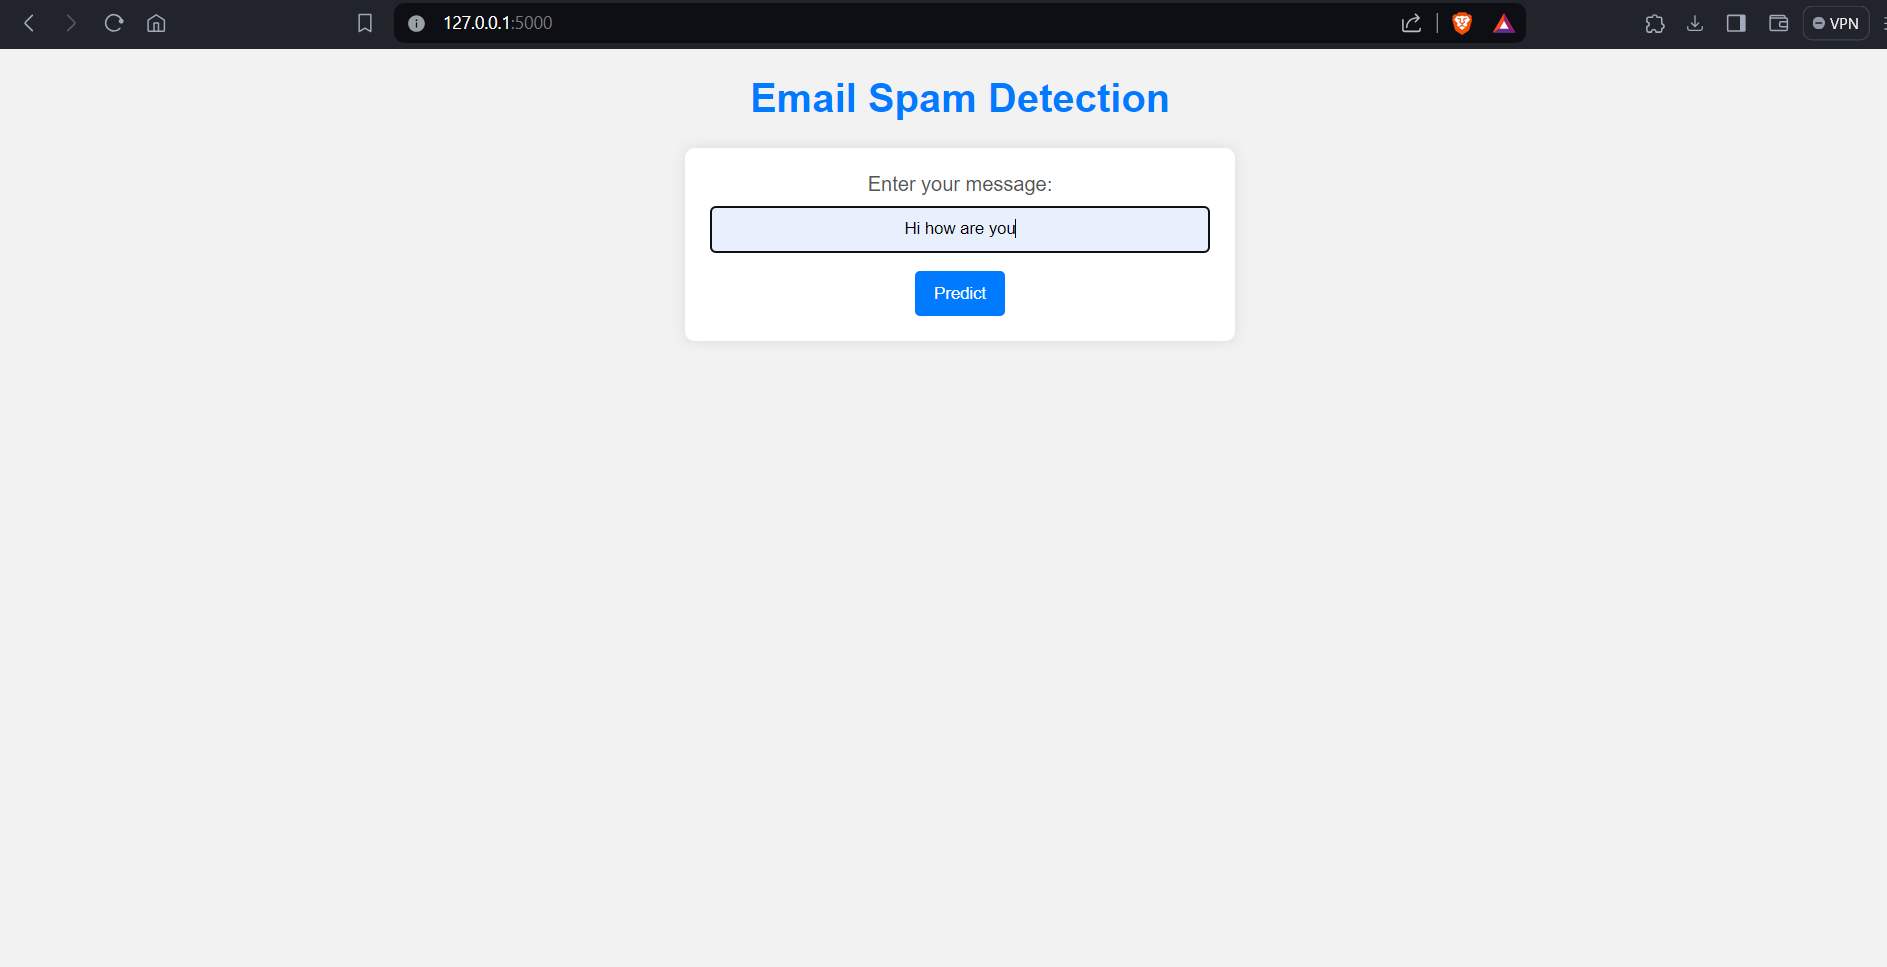 127.0.0.1:5000
VPN
Email Spam Detection
Enter your message:
Hi how are you
Predict